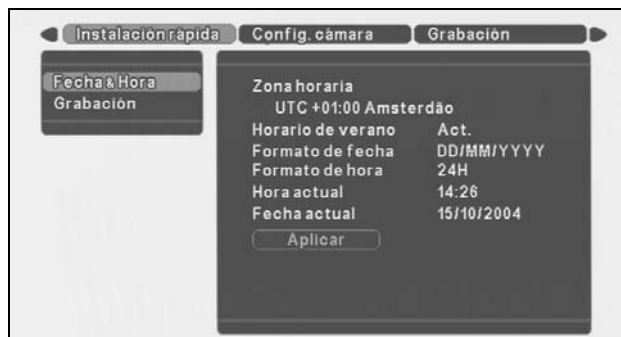 Instalación rápida Config. cámara Grabación
Fecha & Hora
Grabación
Zona horaria
UTC +01:00 Amsterdão
Horario de verano Act.
Formato de fecha DD/MM/YYYY
Formato de hora 24H
Hora actual 14:26
Fecha actual 15/10/2004
Aplicar